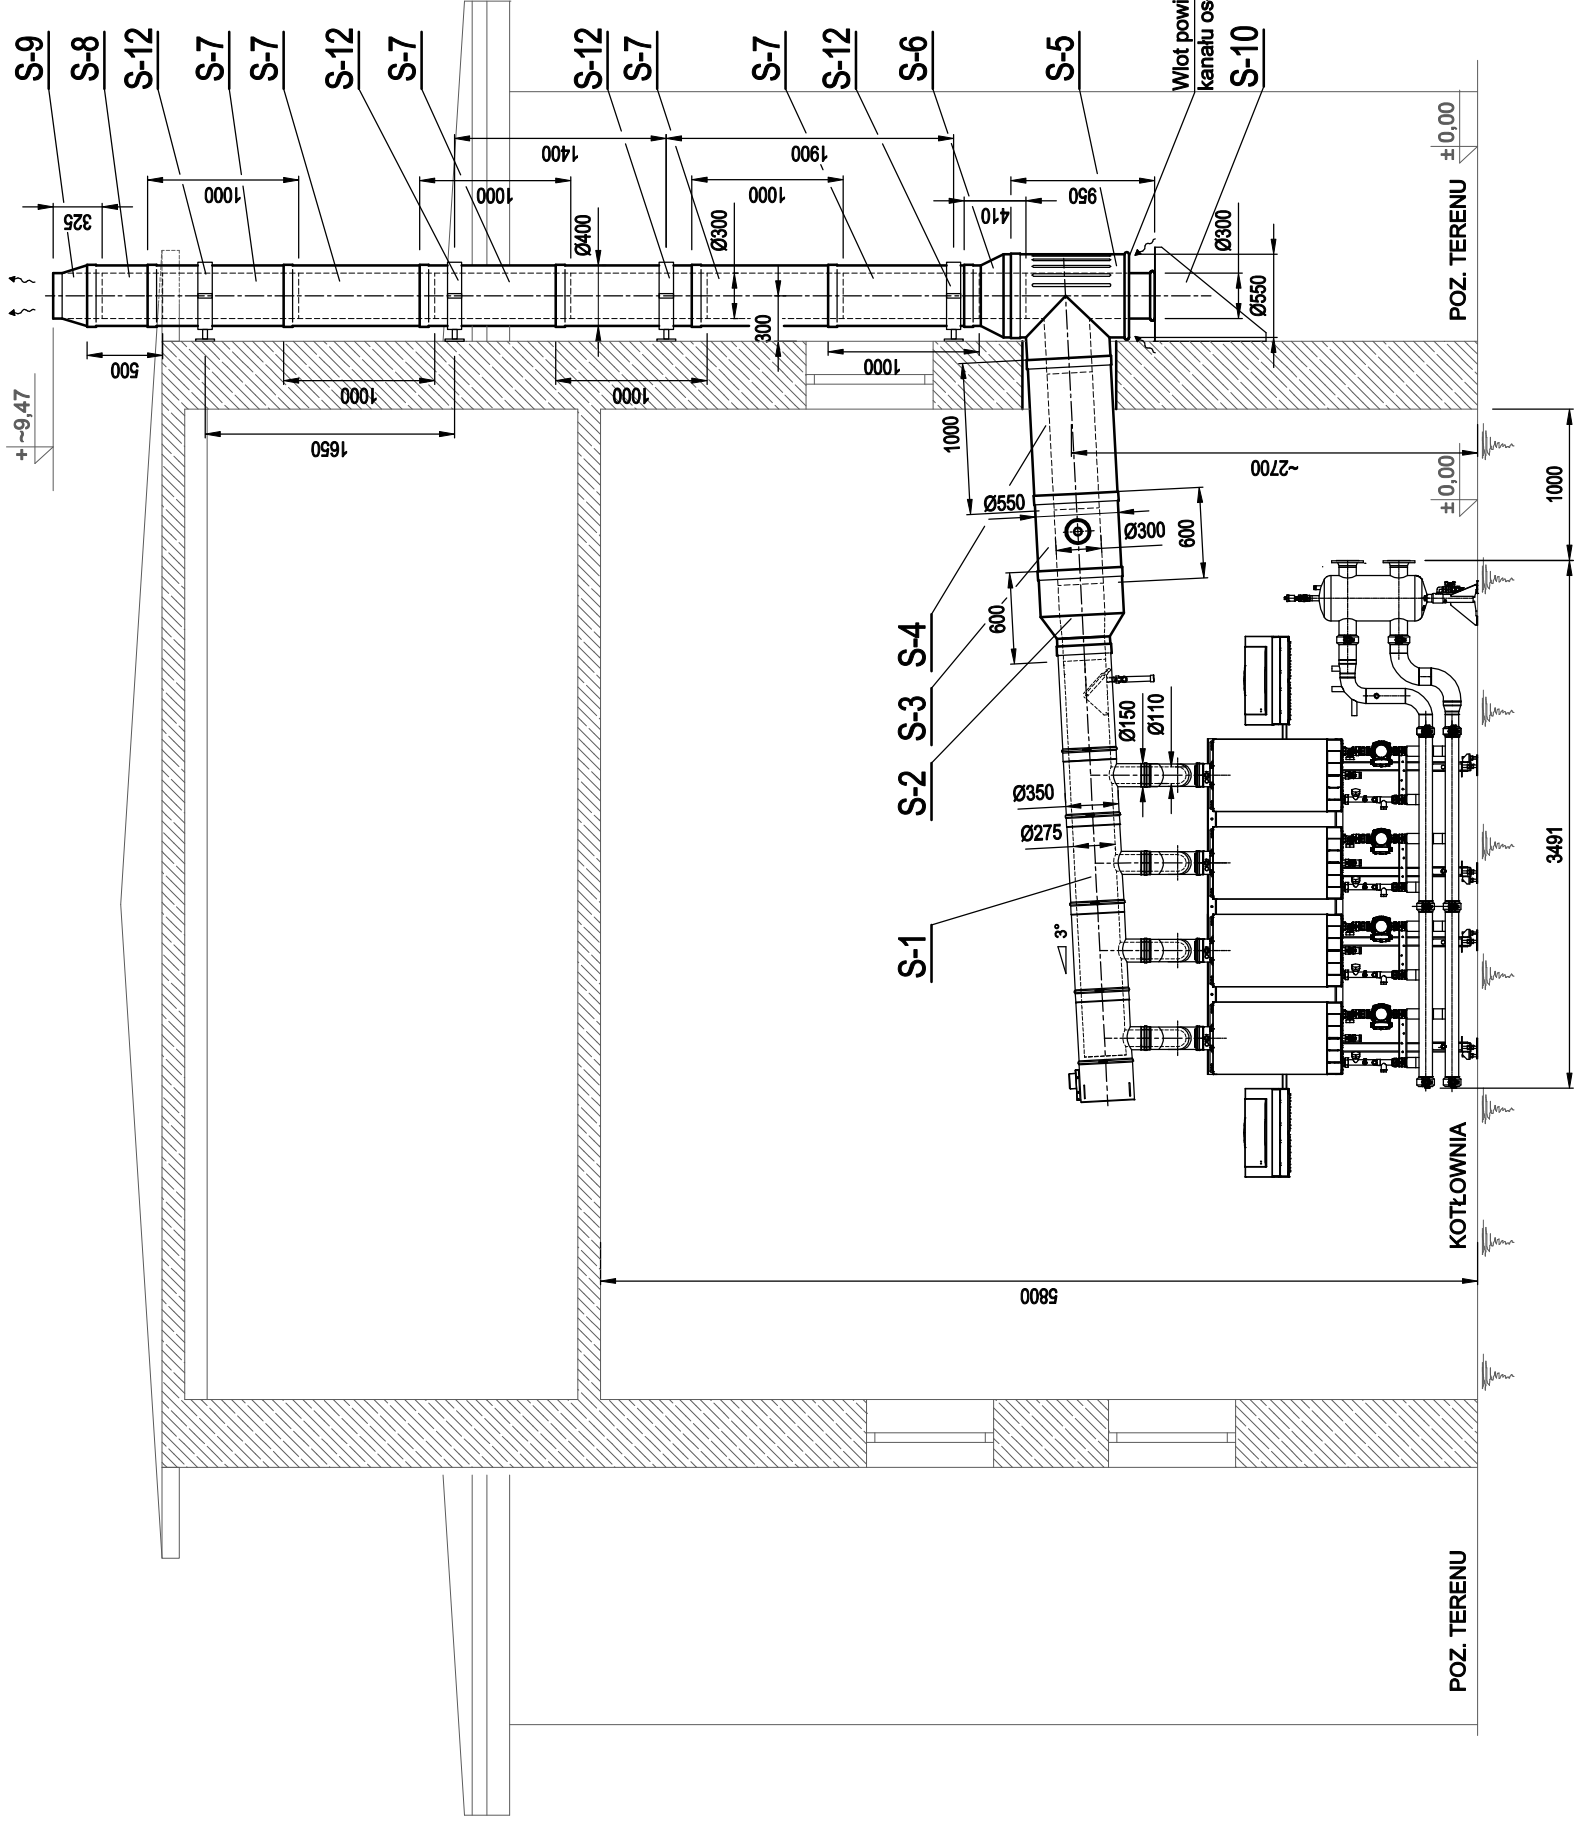 S-9
S-8
S-12
S-7
S-7
S-12
S-7
S-12
S-7
S-7
S-12
S-6
S-5
Wlot powi
kanału os
S-10
+ ~9,47
325
1000
1000
1400
1000
1900
410
950
± 0,00
POZ. TERENU
Ø400
Ø300
300
Ø300
Ø550
500
1000
1000
1000
1650
1000
Ø550
Ø300
600
600
~2700
± 0,00
1000
S-4
S-3
S-2
S-1
Ø150
Ø110
Ø350
Ø275
3°
3491
5800
KOTŁOWNIA
POZ. TERENU